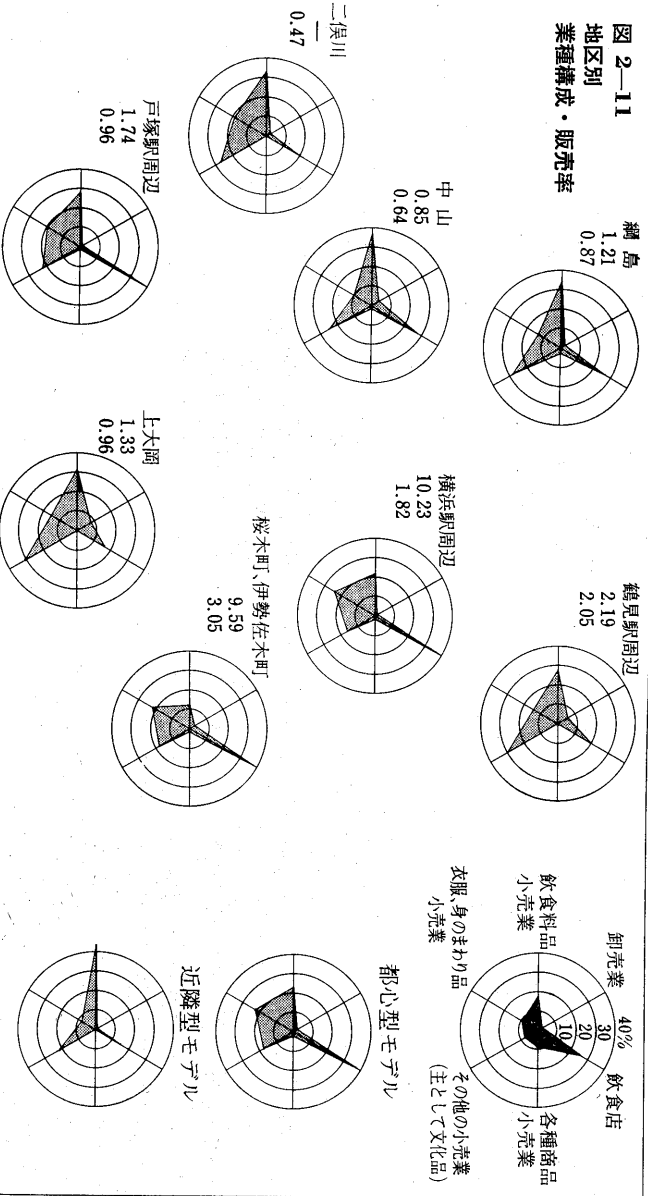 図 2—11
地区別
業種構成・販売率
綱島
1.21
0.87
鶴見駅周辺
2.19
2.05
中山
0.85
0.64
横浜駅周辺
10.23
1.82
二俣川
—
0.47
桜木町、伊勢佐木町
9.59
3.05
戸塚駅周辺
1.74
0.96
上大岡
1.33
0.96
卸売業
40%
30
20
10
飲食店
飲食料品
小売業
各種商品
小売業
衣服、身のまわり品
小売業
その他の小売業
(主として文化品)
都心型モデル
近隣型モデル